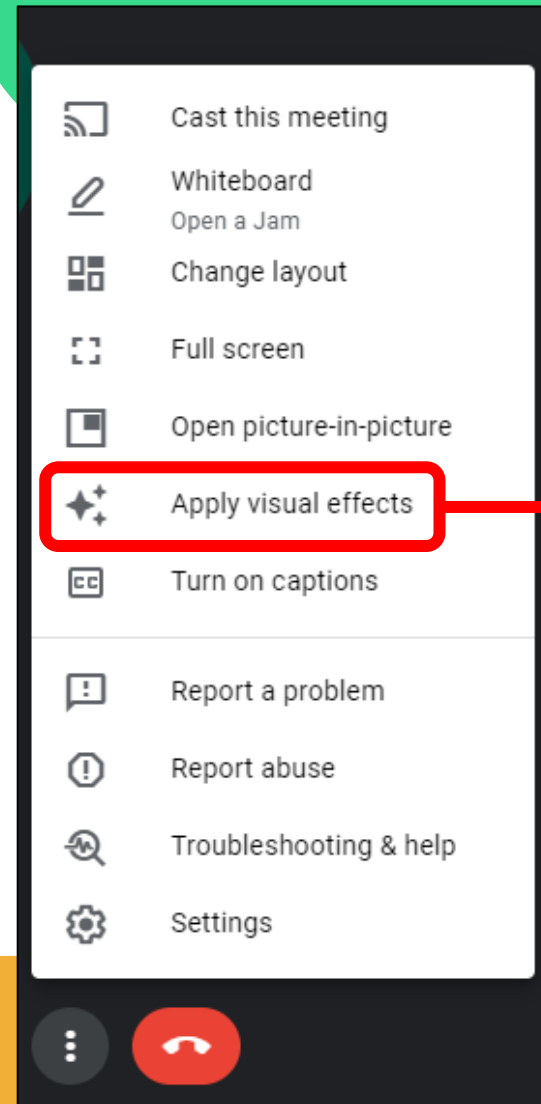 Cast this meeting
Whiteboard
Open a Jam
Change layout
Full screen
Open picture-in-picture
Apply visual effects
CC Turn on captions
Report a problem
Report abuse
Troubleshooting & help
Settings